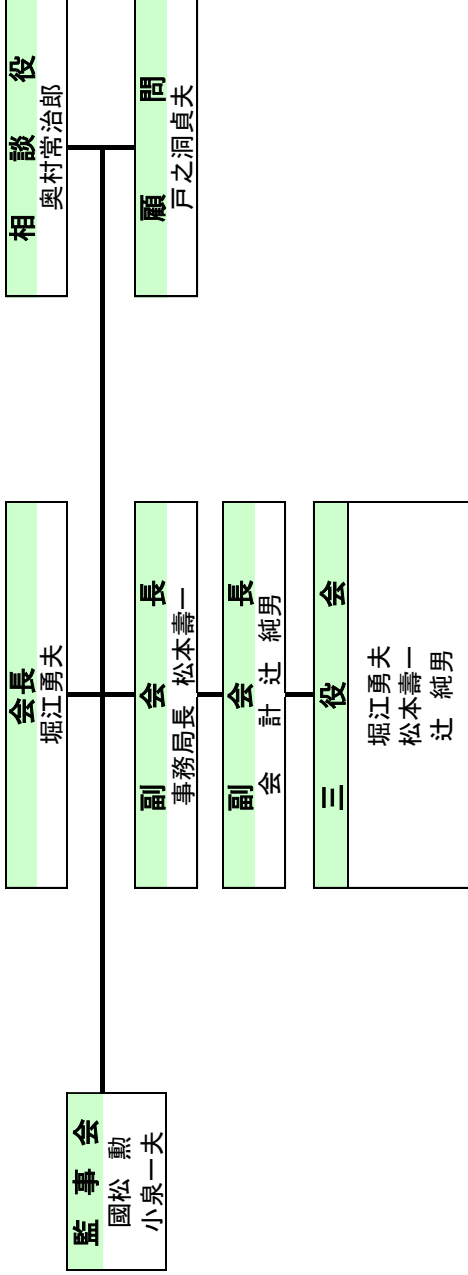 会長
堀江勇夫
相 談 役
奥村常治郎
監 事 会
國松 勲
小泉一夫
副 会 長
事務局長 松本壽一
顧 問
戸之洞貞夫
副 会 長
会 計 辻 純男
三 役 会
堀江勇夫
松本壽一
辻 純男